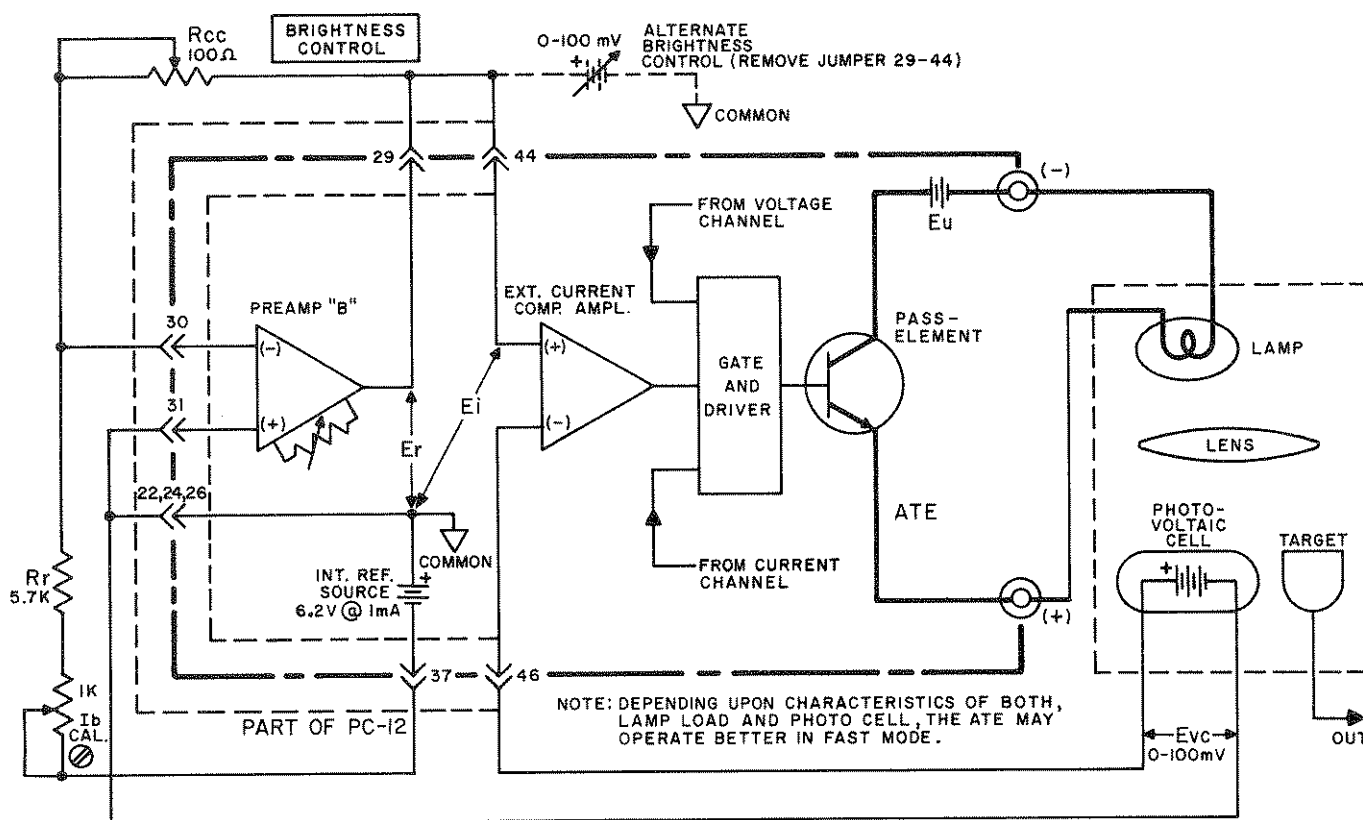 Rcc
100Ω
BRIGHTNESS
CONTROL
0-100 mV
+
ALTERNATE
BRIGHTNESS
CONTROL (REMOVE JUMPER 29-44)
COMMON
29
44
(-)
FROM VOLTAGE
CHANNEL
Eu
PREAMP "B"
EXT. CURRENT
COMP. AMPL.
PASS-
ELEMENT
30
(-)
(+)
LAMP
GATE
AND
DRIVER
31
(+)
Ei
(-)
Er
LENS
22,24,26
ATE
PHOTO-
VOLTAIC
CELL
TARGET
COMMON
+
FROM CURRENT
CHANNEL
INT. REF.
SOURCE
6.2V @ 1mA
+
Rr
5.7K
(+)
37
46
1K
Ib
CAL.
PART OF PC-12
NOTE: DEPENDING UPON CHARACTERISTICS OF BOTH,
LAMP LOAD AND PHOTO CELL, THE ATE MAY
OPERATE BETTER IN FAST MODE.
Evc
0-100mV
OUT